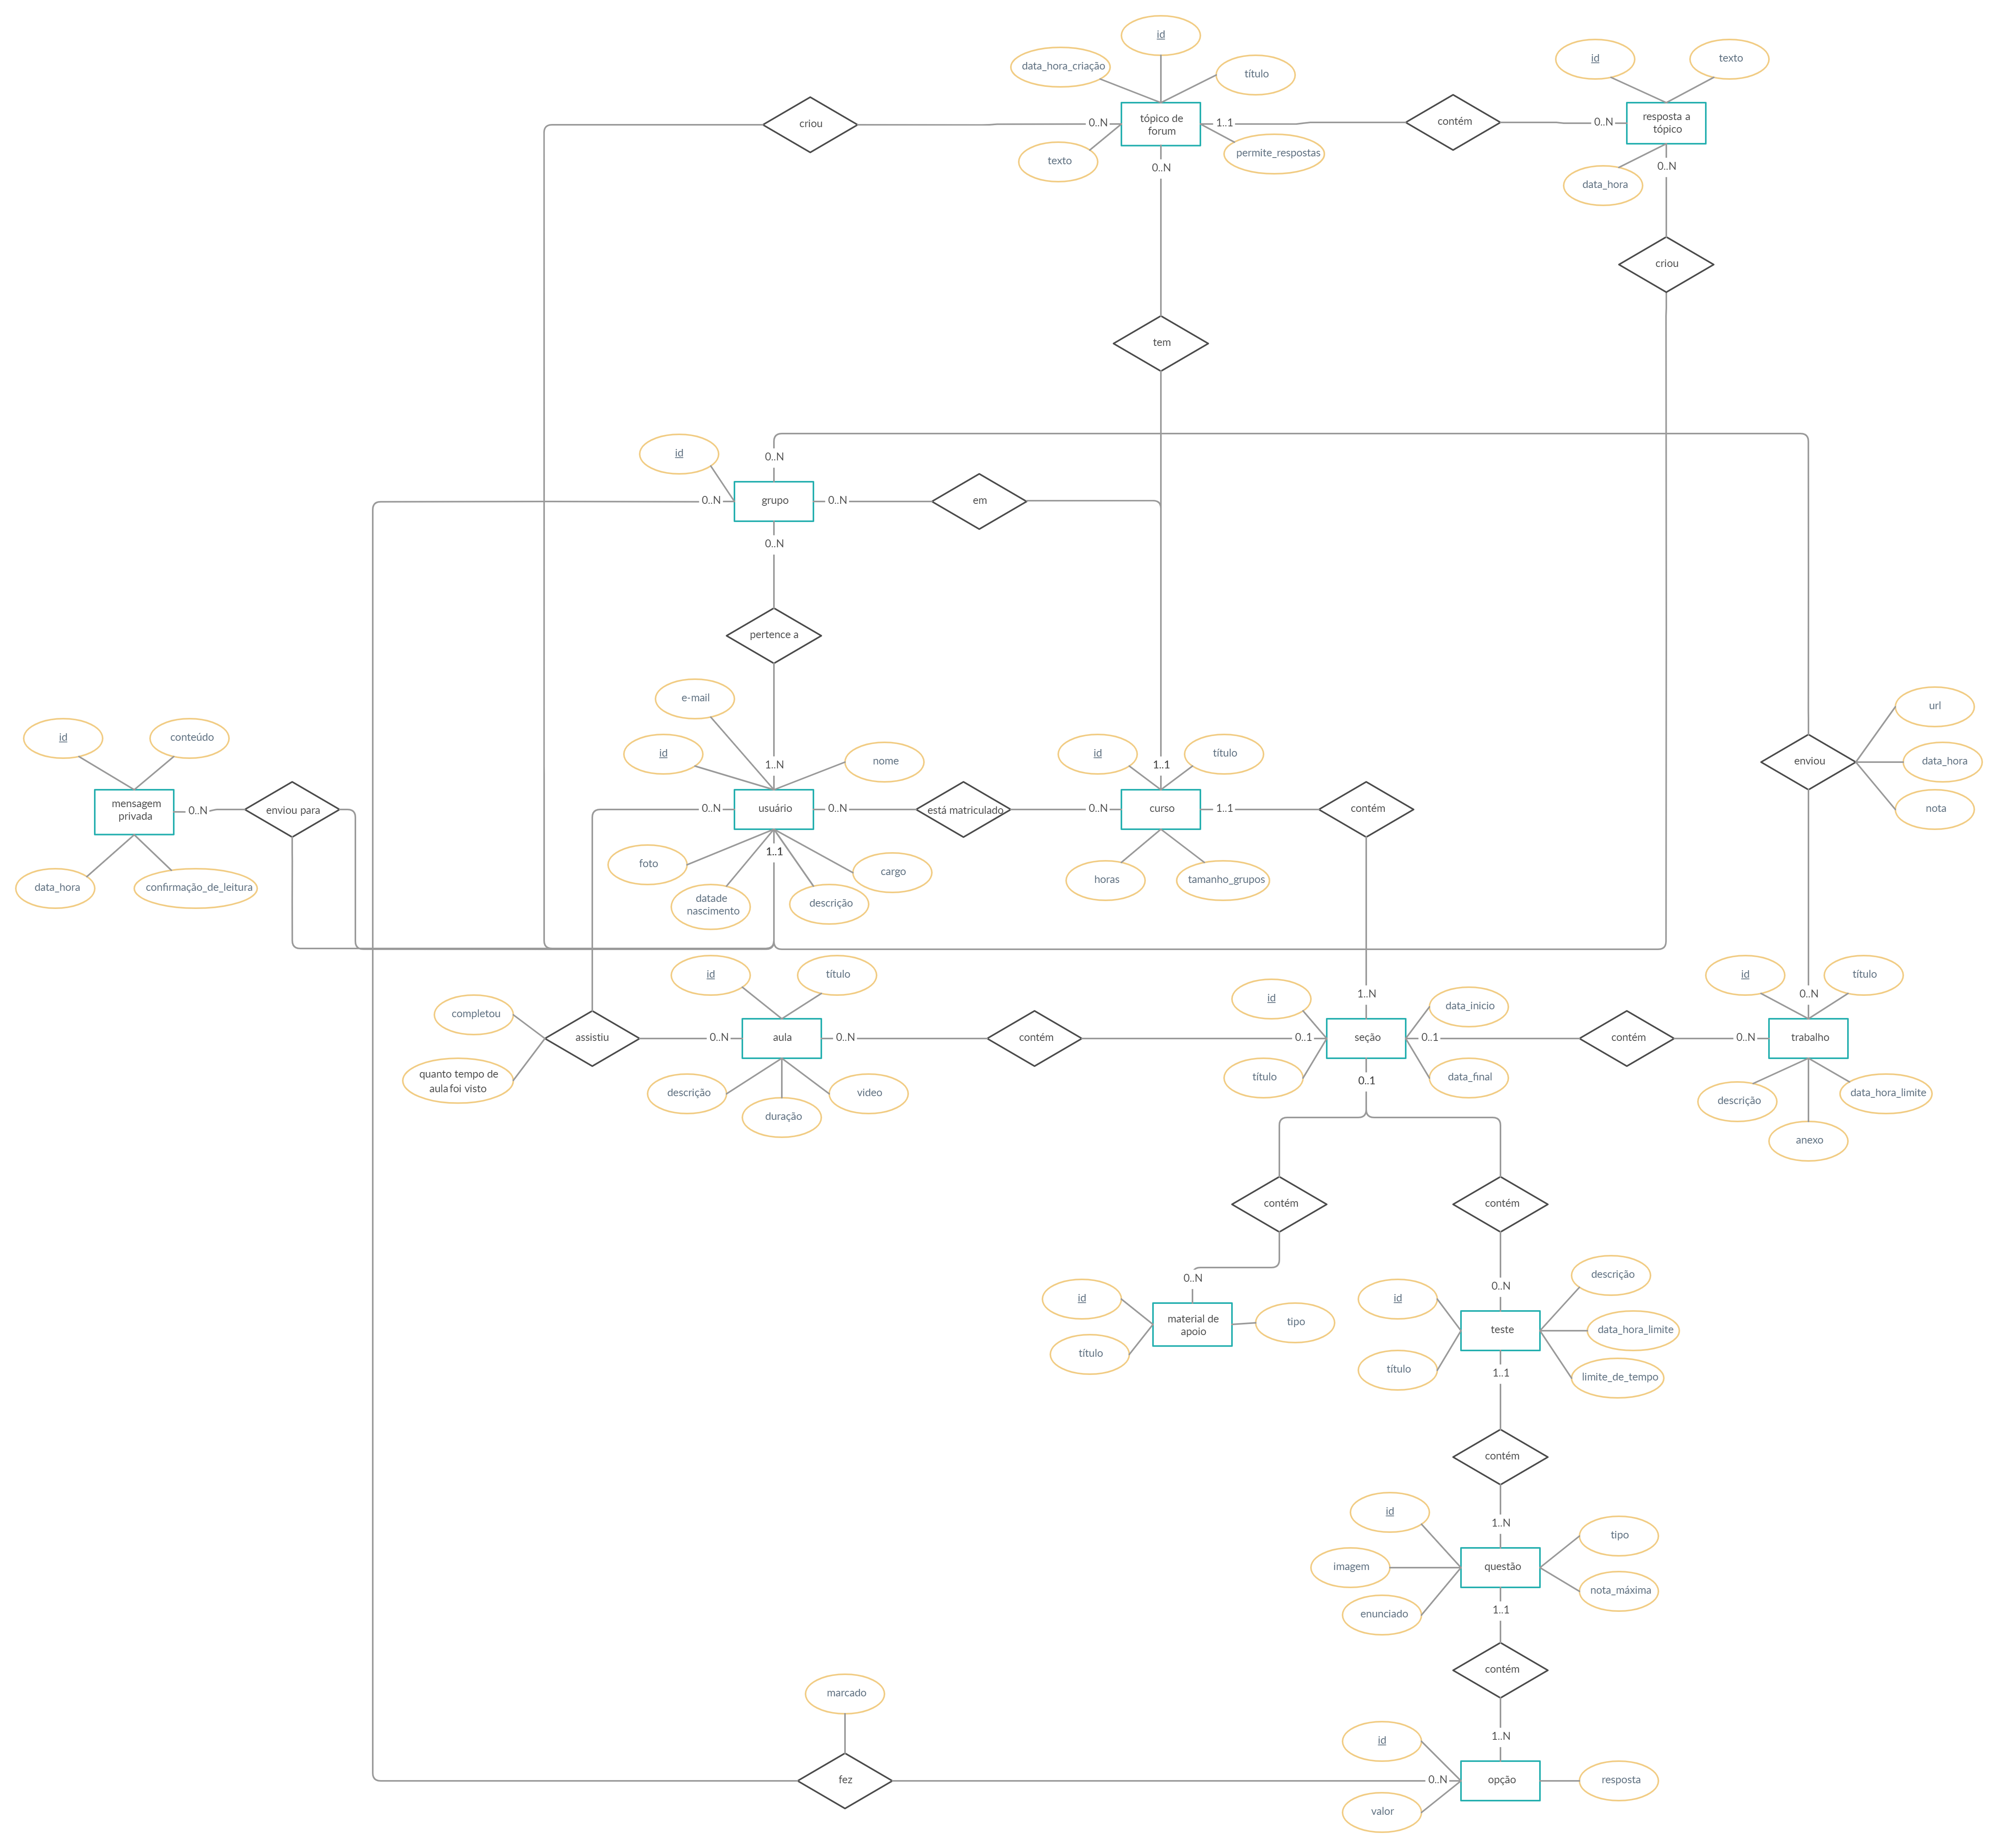 id
data_hora_criação
título
id
texto
criou
0..N
tópico de
forum
1..1
contém
0..N
resposta a
tópico
texto
permite_respostas
0..N
0..N
data_hora
criou
tem
id
0..N
0..N
grupo
0..N
em
0..N
pertence a
e-mail
id
nome
1..N
id
título
1..1
url
data_hora
nota
enviou
id
conteúdo
mensagem
privada
0..N
enviou para
0..N
usuário
0..N
está matriculado
0..N
curso
1..1
contém
data_hora
confirmação_de_leitura
1..1
foto
cargo
datade
nascimento
descrição
horas
tamanho_grupos
id
título
1..N
id
data_inicio
id
título
0..N
completou
assistiu
0..N
aula
0..N
contém
0..1
seção
0..1
contém
0..N
trabalho
quanto tempo de
aula foi visto
descrição
duração
video
título
0..1
data_final
descrição
data_hora_limite
anexo
contém
contém
0..N
0..N
id
material de
apoio
tipo
título
id
descrição
teste
data_hora_limite
título
limite_de_tempo
1..1
contém
id
1..N
tipo
imagem
questão
nota_máxima
enunciado
1..1
contém
marcado
1..N
id
fez
0..N
opção
resposta
valor